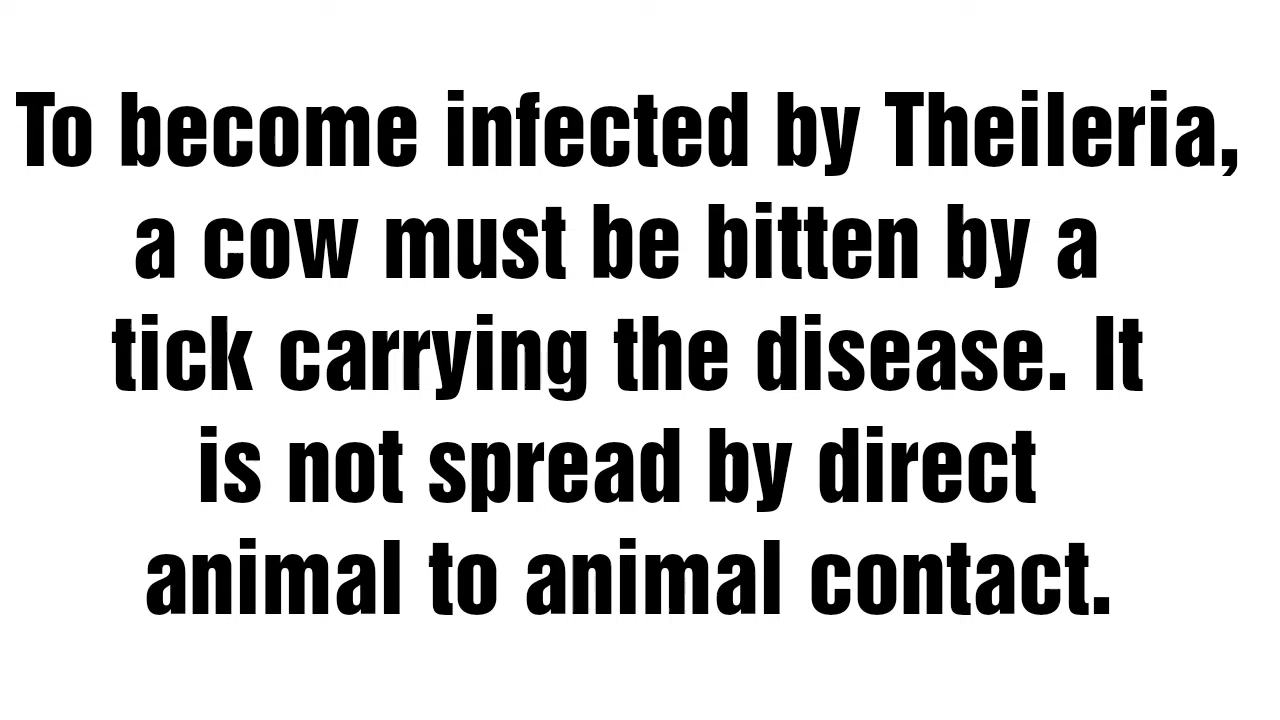 To become infected by Theileria,
a cow must be bitten by a
tick carrying the disease. It
is not spread by direct
animal to animal contact.